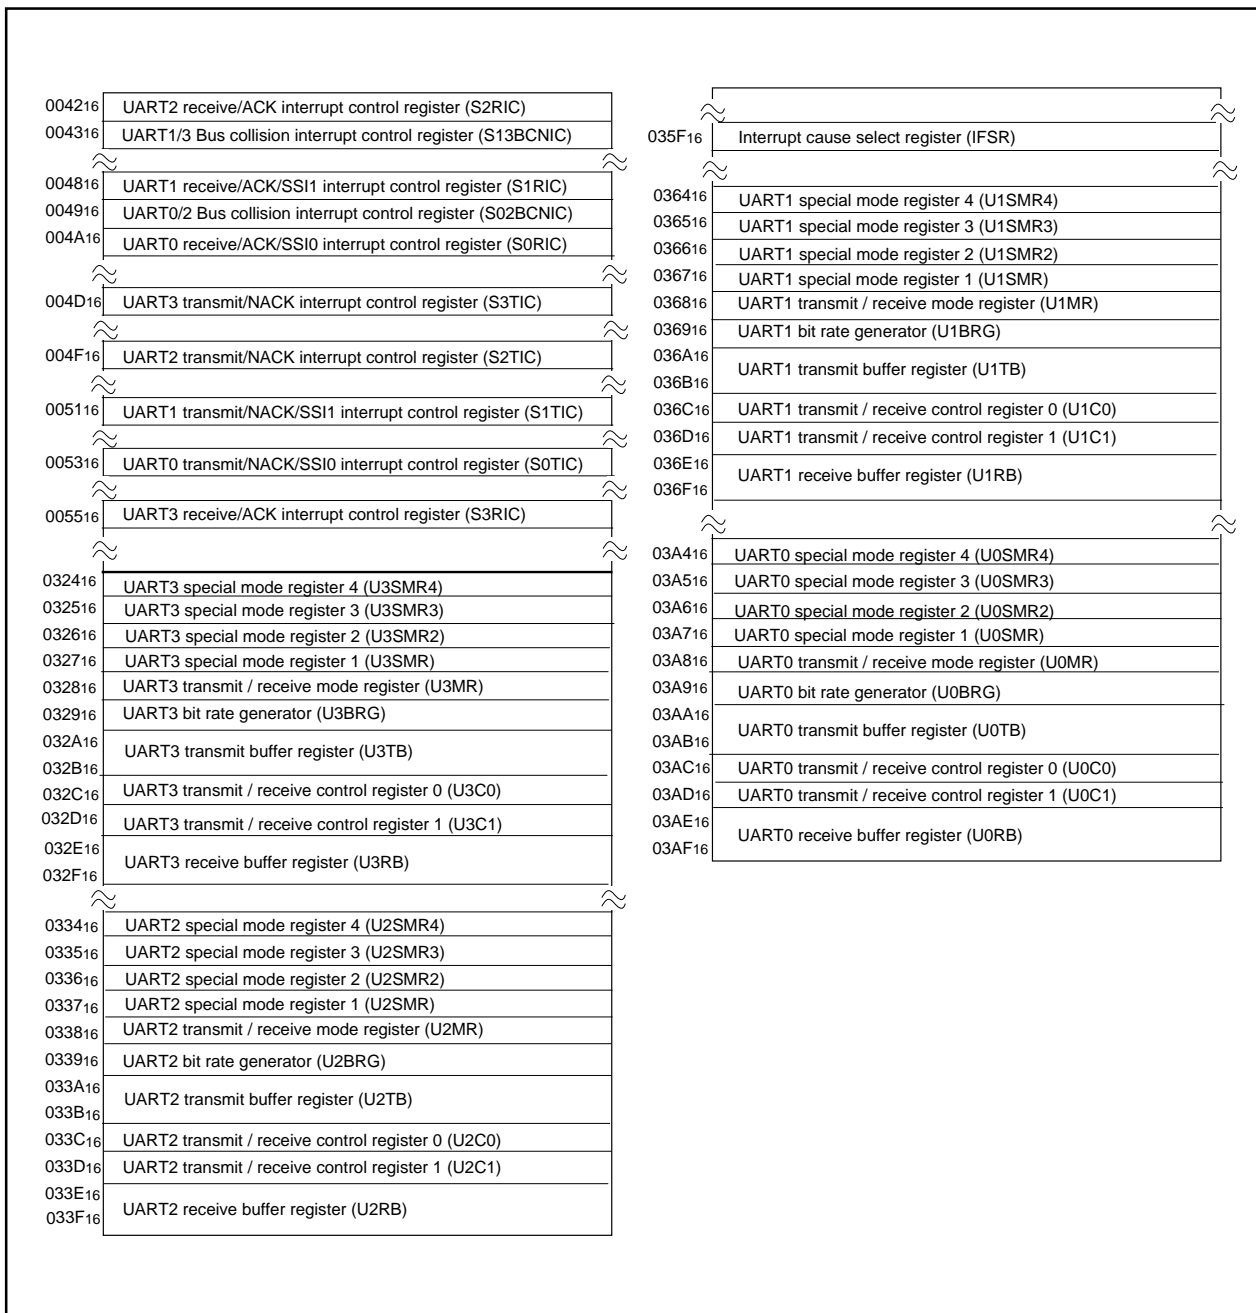 004216 UART2 receive/ACK interrupt control register (S2RIC)
004316 UART1/3 Bus collision interrupt control register (S13BCNIC)
004816 UART1 receive/ACK/SSI1 interrupt control register (S1RIC)
004916 UART0/2 Bus collision interrupt control register (S02BCNIC)
004A16 UART0 receive/ACK/SSI0 interrupt control register (S0RIC)
004D16 UART3 transmit/NACK interrupt control register (S3TIC)
004F16 UART2 transmit/NACK interrupt control register (S2TIC)
005116 UART1 transmit/NACK/SSI1 interrupt control register (S1TIC)
005316 UART0 transmit/NACK/SSI0 interrupt control register (S0TIC)
005516 UART3 receive/ACK interrupt control register (S3RIC)
032416 UART3 special mode register 4 (U3SMR4)
032516 UART3 special mode register 3 (U3SMR3)
032616 UART3 special mode register 2 (U3SMR2)
032716 UART3 special mode register 1 (U3SMR)
032816 UART3 transmit / receive mode register (U3MR)
032916 UART3 bit rate generator (U3BRG)
032A16
UART3 transmit buffer register (U3TB)
032B16
032C16 UART3 transmit / receive control register 0 (U3C0)
032D16 UART3 transmit / receive control register 1 (U3C1)
032E16
UART3 receive buffer register (U3RB)
032F16
033416 UART2 special mode register 4 (U2SMR4)
033516 UART2 special mode register 3 (U2SMR3)
033616 UART2 special mode register 2 (U2SMR2)
033716 UART2 special mode register 1 (U2SMR)
033816 UART2 transmit / receive mode register (U2MR)
033916 UART2 bit rate generator (U2BRG)
033A16
UART2 transmit buffer register (U2TB)
033B16
033C16 UART2 transmit / receive control register 0 (U2C0)
033D16 UART2 transmit / receive control register 1 (U2C1)
033E16
UART2 receive buffer register (U2RB)
033F16
035F16 Interrupt cause select register (IFSR)
036416 UART1 special mode register 4 (U1SMR4)
036516 UART1 special mode register 3 (U1SMR3)
036616 UART1 special mode register 2 (U1SMR2)
036716 UART1 special mode register 1 (U1SMR)
036816 UART1 transmit / receive mode register (U1MR)
036916 UART1 bit rate generator (U1BRG)
036A16
UART1 transmit buffer register (U1TB)
036B16
036C16 UART1 transmit / receive control register 0 (U1C0)
036D16 UART1 transmit / receive control register 1 (U1C1)
036E16
UART1 receive buffer register (U1RB)
036F16
03A416 UART0 special mode register 4 (U0SMR4)
03A516 UART0 special mode register 3 (U0SMR3)
03A616 UART0 special mode register 2 (U0SMR2)
03A716 UART0 special mode register 1 (U0SMR)
03A816 UART0 transmit / receive mode register (U0MR)
03A916 UART0 bit rate generator (U0BRG)
03AA16
UART0 transmit buffer register (U0TB)
03AB16
03AC16 UART0 transmit / receive control register 0 (U0C0)
03AD16 UART0 transmit / receive control register 1 (U0C1)
03AE16
UART0 receive buffer register (U0RB)
03AF16